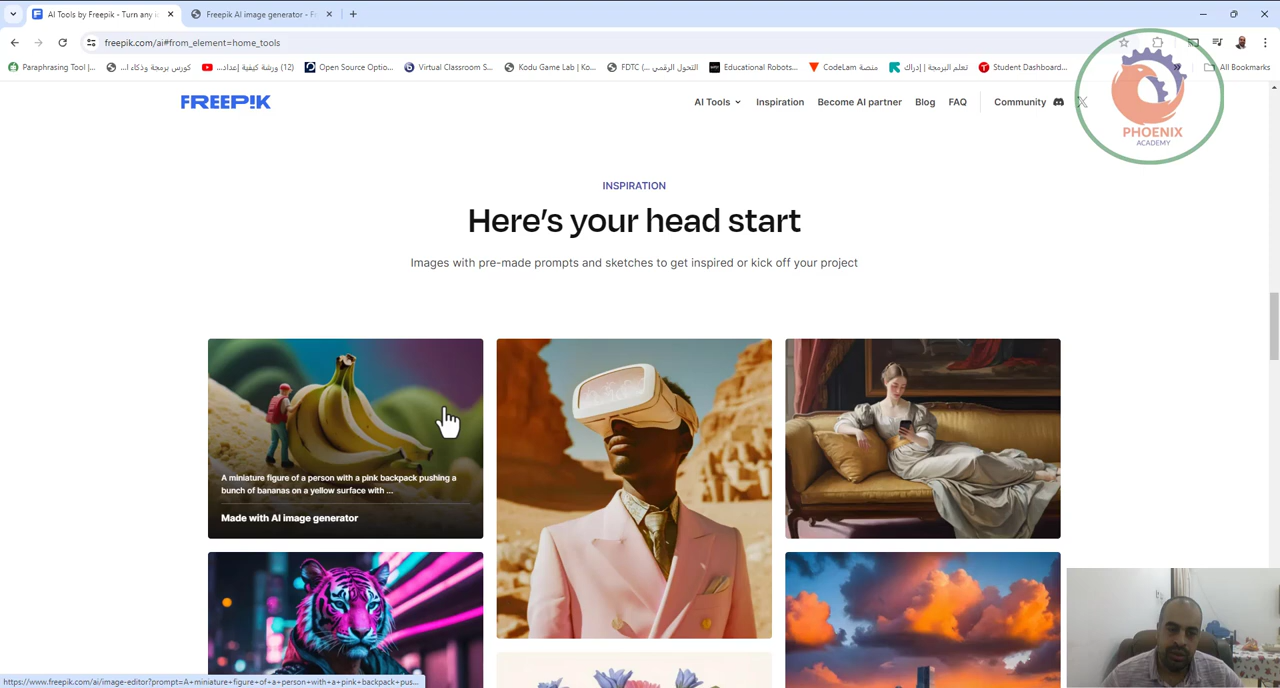 AI Tools by Freepik - Turn any i
Freepik AI image generator - F
freepik.com/ai#from_element=home_tools
Paraphrasing Tool |...
كورس برمجة وذكاء ا...
(12) ورشة كيفية إعداد...
Open Source Optio...
Virtual Classroom S...
Kodu Game Lab | Ko...
FDTC (... التحول الرقمي
Educational Robots...
CodeLam منصة
تعلم البرمجة | إدراك
Student Dashboard...
All Bookmarks
FREEPIK
AI Tools
Inspiration
Become AI partner
Blog
FAQ
Community
PHOENIX
ACADEMY
INSPIRATION
Here's your head start
Images with pre-made prompts and sketches to get inspired or kick off your project
A miniature figure of a person with a pink backpack pushing a
bunch of bananas on a yellow surface with ...
Made with AI image generator
https://www.freepik.com/ai/image-editor?prompt=A+miniature+figure+of+a+person+with+a+pink+backpack+pus...